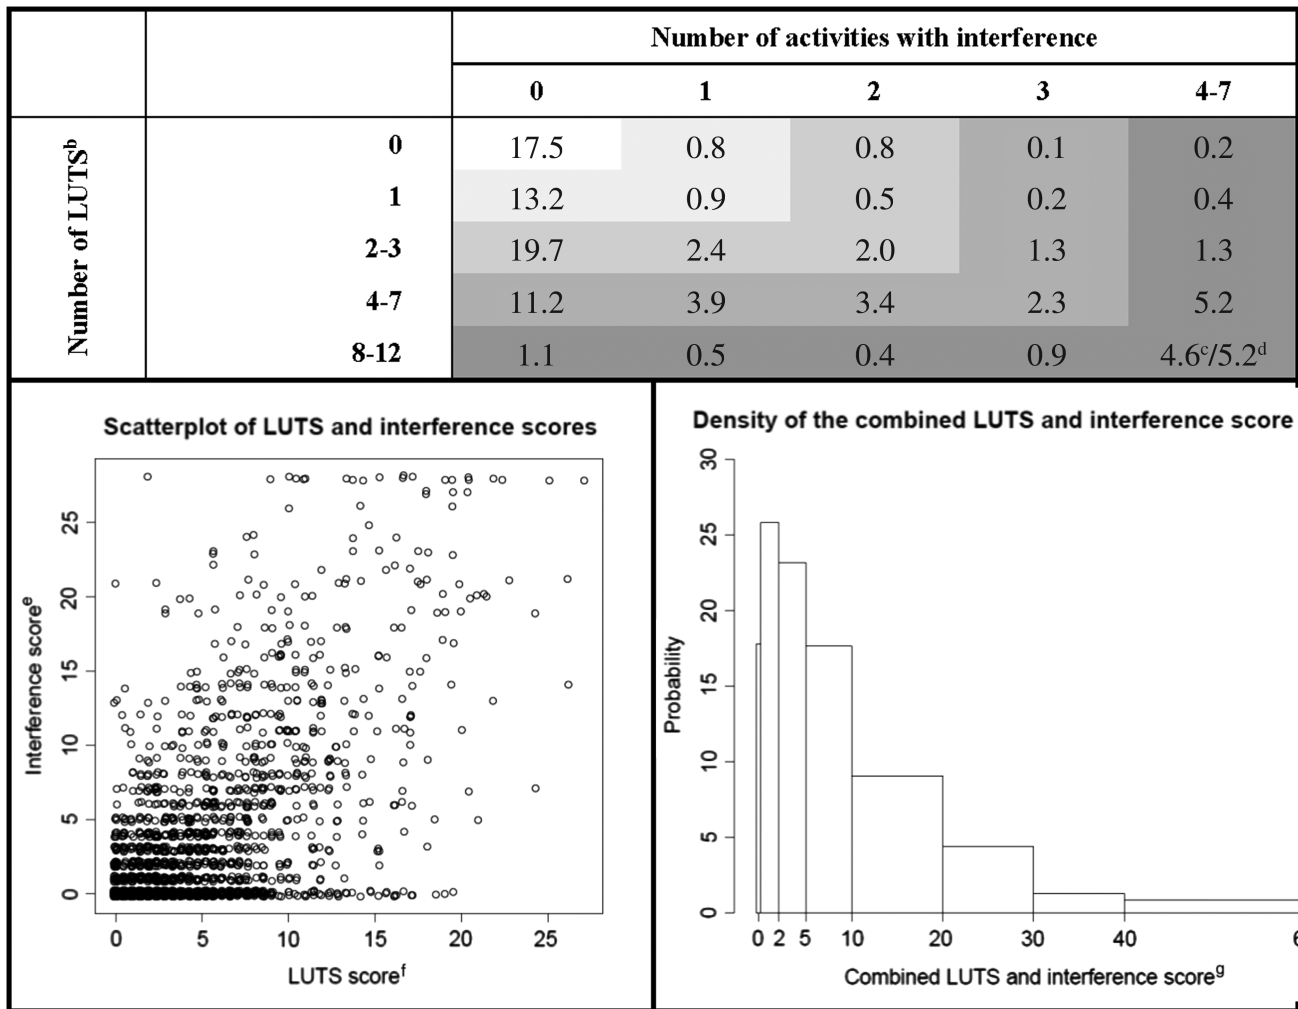 Number of activities with interference
0 1 2 3 4-7
Number of LUTSᵇ
0 17.5 0.8 0.8 0.1 0.2
1 13.2 0.9 0.5 0.2 0.4
2-3 19.7 2.4 2.0 1.3 1.3
4-7 11.2 3.9 3.4 2.3 5.2
8-12 1.1 0.5 0.4 0.9 4.6ᶜ/5.2ᵈ
Scatterplot of LUTS and interference scores
Interference scoreᵉ
25
20
15
10
5
0
0 5 10 15 20 25
LUTS scoreᶠ
Density of the combined LUTS and interference score
Probability
30
25
20
15
10
5
0
0 2 5 10 20 30 40 6
Combined LUTS and interference scoreᵍ